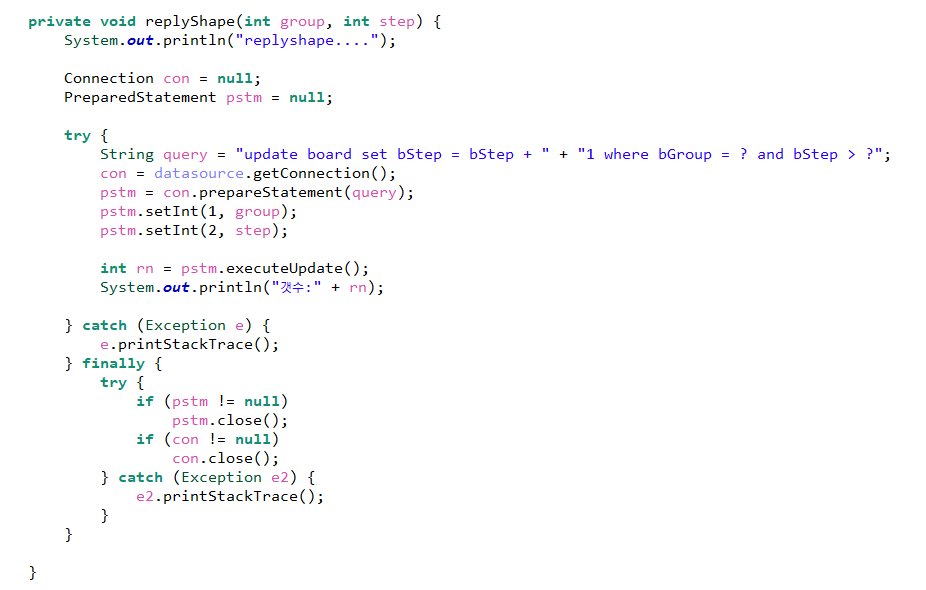 private void replyShape(int group, int step) {
System.out.println("replyshape....");
Connection con = null;
PreparedStatement pstm = null;
try {
String query = "update board set bStep = bStep + " + "1 where bGroup = ? and bStep > ?";
con = datasource.getConnection();
pstm = con.prepareStatement(query);
pstm.setInt(1, group);
pstm.setInt(2, step);
int rn = pstm.executeUpdate();
System.out.println("갯수:" + rn);
} catch (Exception e) {
e.printStackTrace();
} finally {
try {
if (pstm != null)
pstm.close();
if (con != null)
con.close();
} catch (Exception e2) {
e2.printStackTrace();
}
}
}